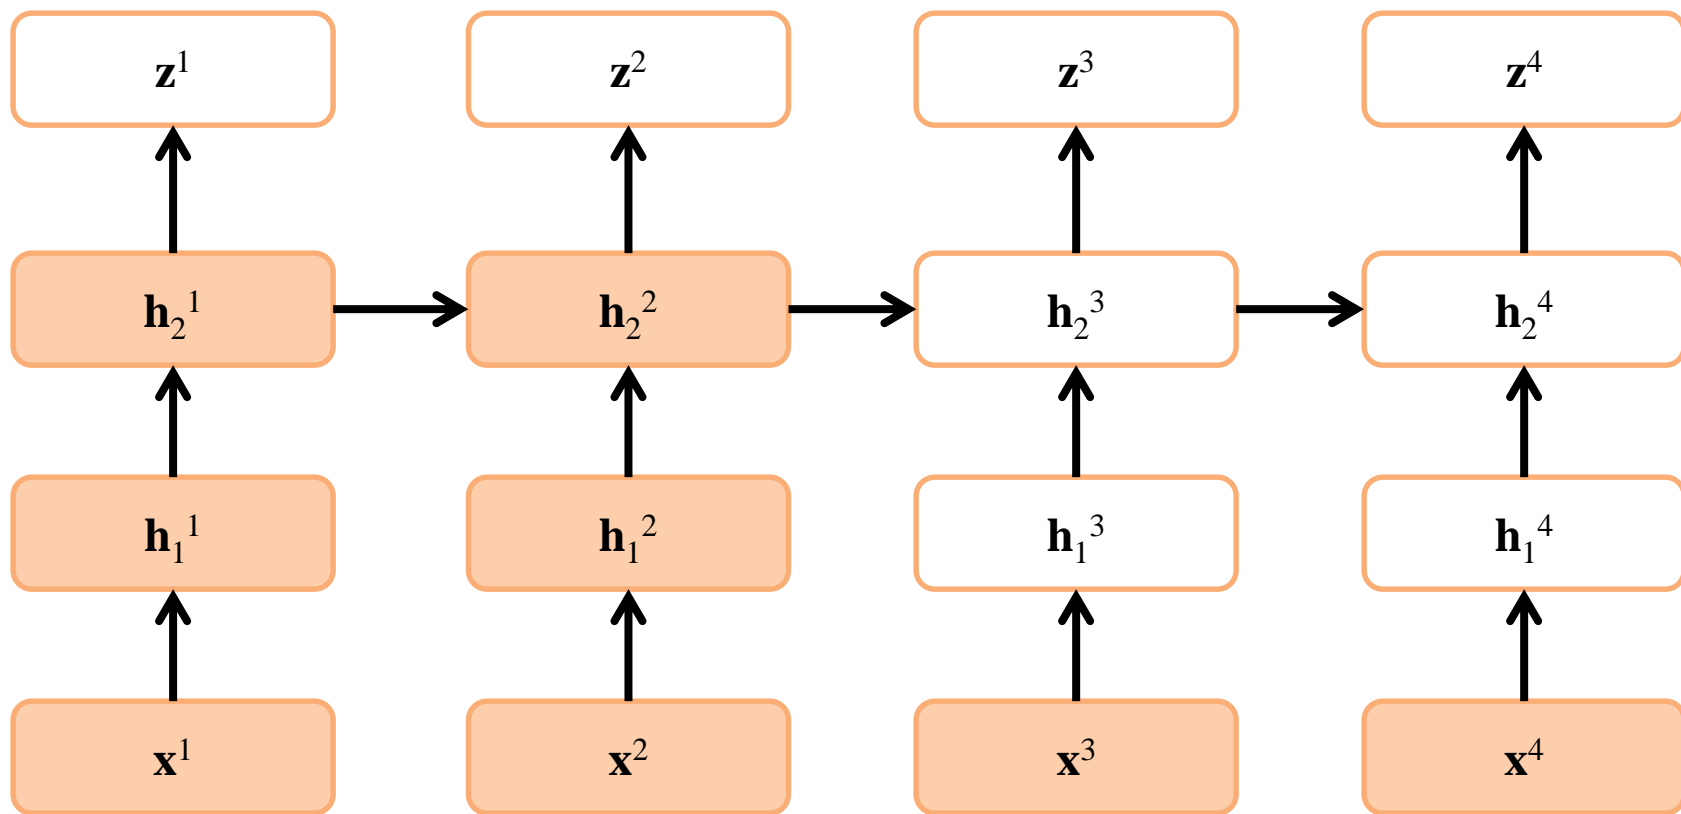 z¹ z² z³ z⁴
h₂¹ h₂² h₂³ h₂⁴
h₁¹ h₁² h₁³ h₁⁴
x¹ x² x³ x⁴